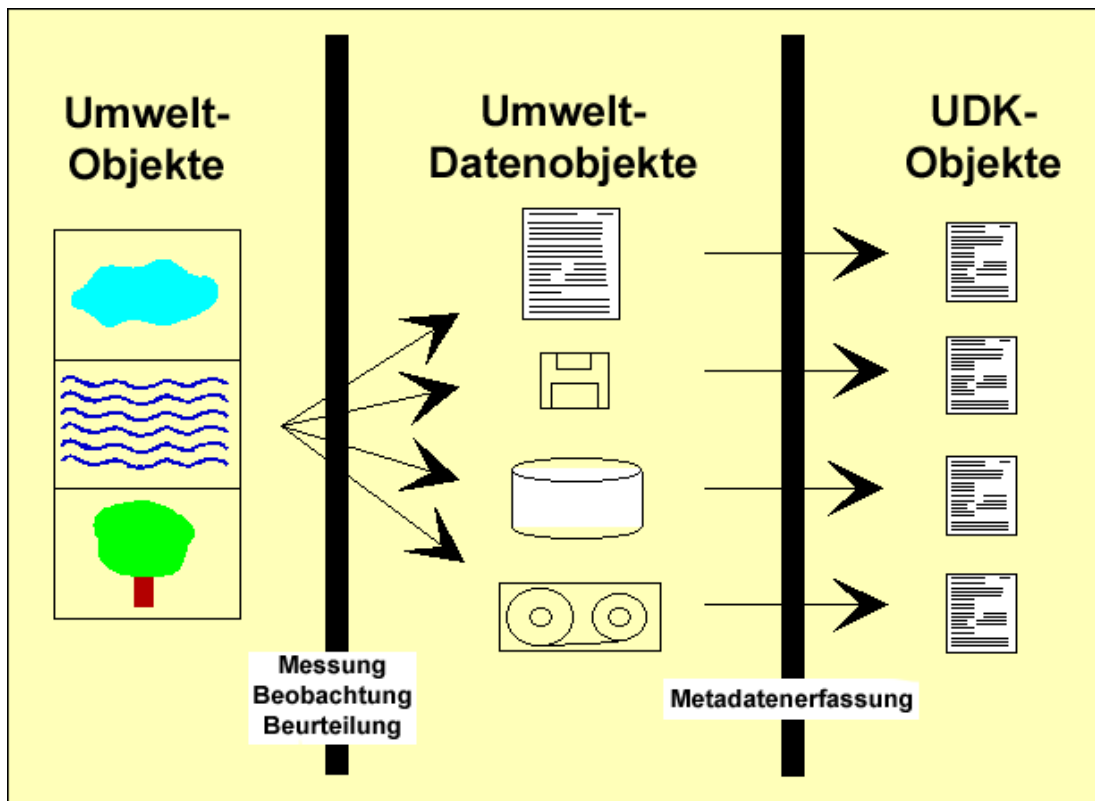 Umwelt-
Objekte
Umwelt-
Datenobjekte
UDK-
Objekte
Messung
Beobachtung
Beurteilung
Metadatenerfassung